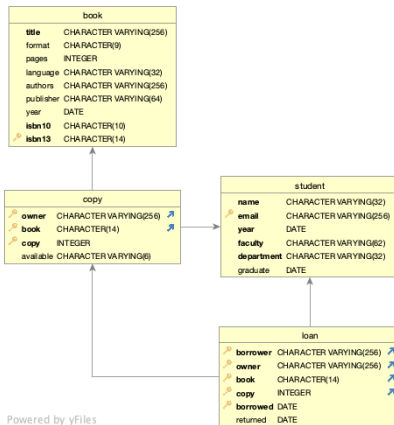 book
title CHARACTER VARYING(256)
format CHARACTER(9)
pages INTEGER
language CHARACTER VARYING(32)
authors CHARACTER VARYING(256)
publisher CHARACTER VARYING(64)
year DATE
isbn10 CHARACTER(10)
isbn13 CHARACTER(14)
copy
owner CHARACTER VARYING(256)
book CHARACTER(14)
copy INTEGER
available CHARACTER VARYING(6)
student
name CHARACTER VARYING(32)
email CHARACTER VARYING(256)
year DATE
faculty CHARACTER VARYING(62)
department CHARACTER VARYING(32)
graduate DATE
loan
borrower CHARACTER VARYING(256)
owner CHARACTER VARYING(256)
book CHARACTER(14)
copy INTEGER
borrowed DATE
returned DATE
Powered by yFiles